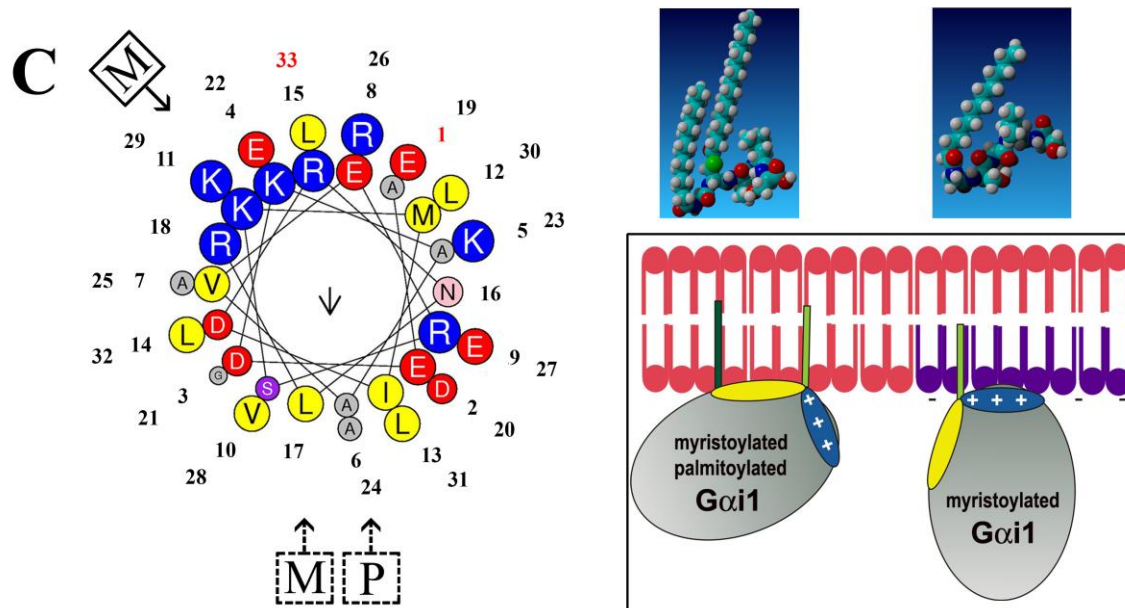 C
M
33
26
22
15
8
4
19
L
R
1
29
E
R
E
E
11
K
K
A
12
30
K
M
L
18
R
A
K
5
23
25
7
A
V
N
16
32
14
L
D
R
E
9
27
G
D
E
D
2
21
3
S
I
V
L
A
L
20
10
A
28
17
6
13
31
24
M
P
myristoylated
palmitoylated
Gαi1
+
+
+
- + + + - -
myristoylated
Gαi1